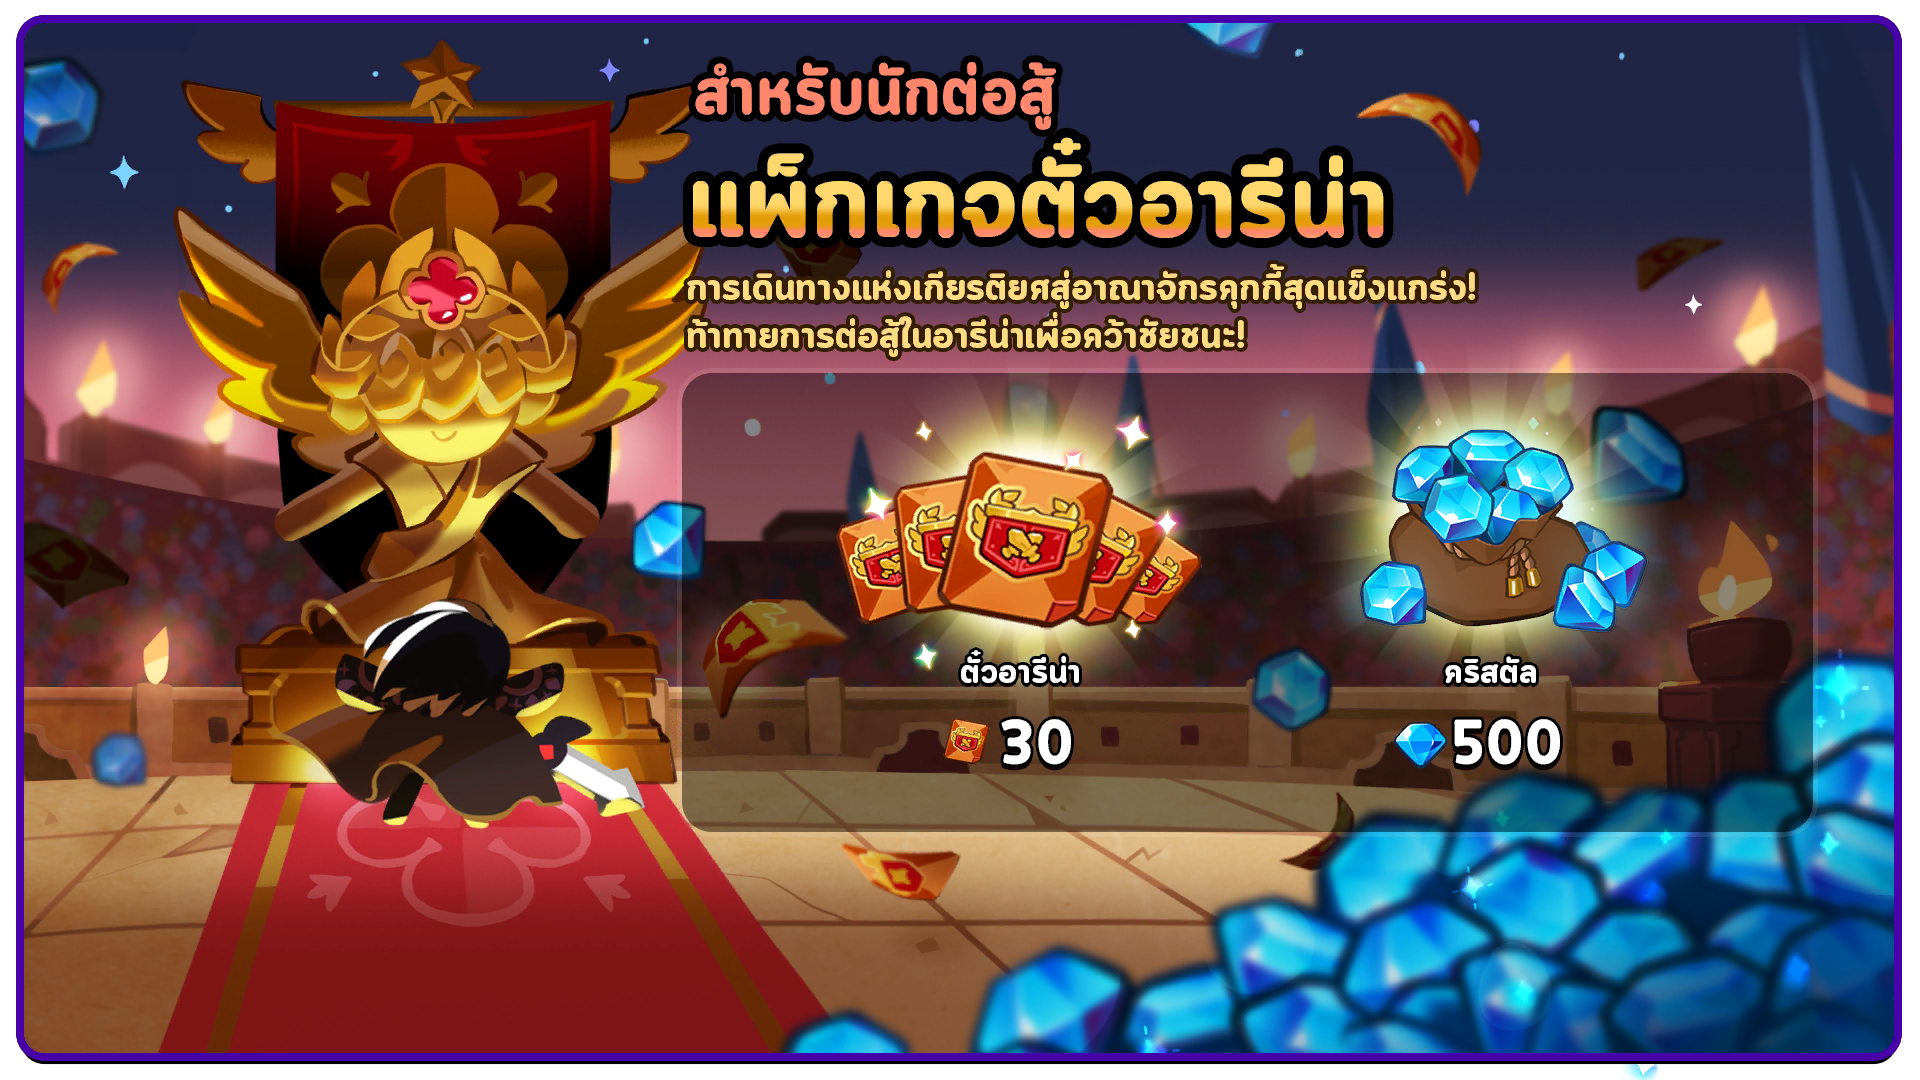 สำหรับนักต่อสู้
แพ็กเกจตั๋วอารีน่า
การเดินทางแห่งเกียรติยศสู่อาณาจักรคุกกี้สุดแข็งแกร่ง!
ท้าทายการต่อสู้ในอารีน่าเพื่อคว้าชัยชนะ!
ตั๋วอารีน่า
คริสตัล
30
500